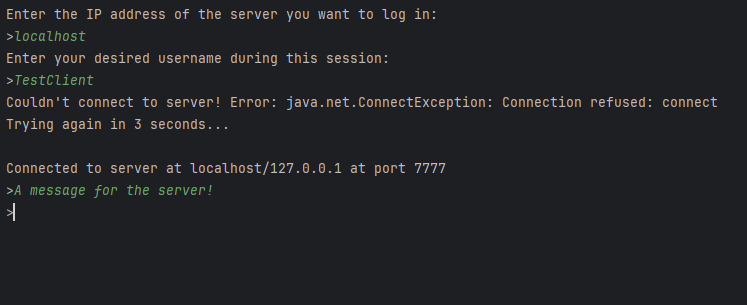 Enter the IP address of the server you want to log in:
>localhost
Enter your desired username during this session:
>TestClient
Couldn't connect to server! Error: java.net.ConnectException: Connection refused: connect
Trying again in 3 seconds...
Connected to server at localhost/127.0.0.1 at port 7777
>A message for the server!
>